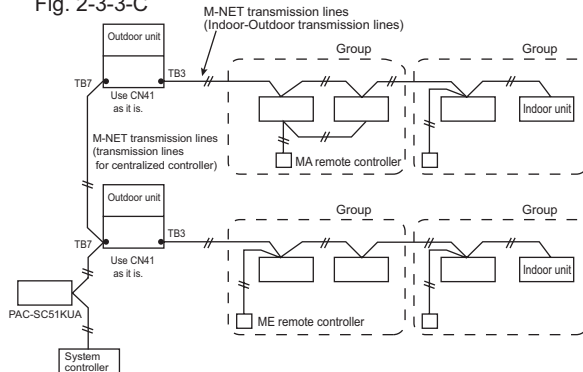 Fig. 2-3-3-C
M-NET transmission lines
(Indoor-Outdoor transmission lines)
Outdoor unit
Group
Group
TB7
TB3
Use CN41
as it is.
Indoor unit
M-NET transmission lines
(transmission lines
for centralized controller)
MA remote controller
Outdoor unit
Group
Group
TB7
TB3
Use CN41
as it is.
Indoor unit
PAC-SC51KUA
ME remote controller
System
controller